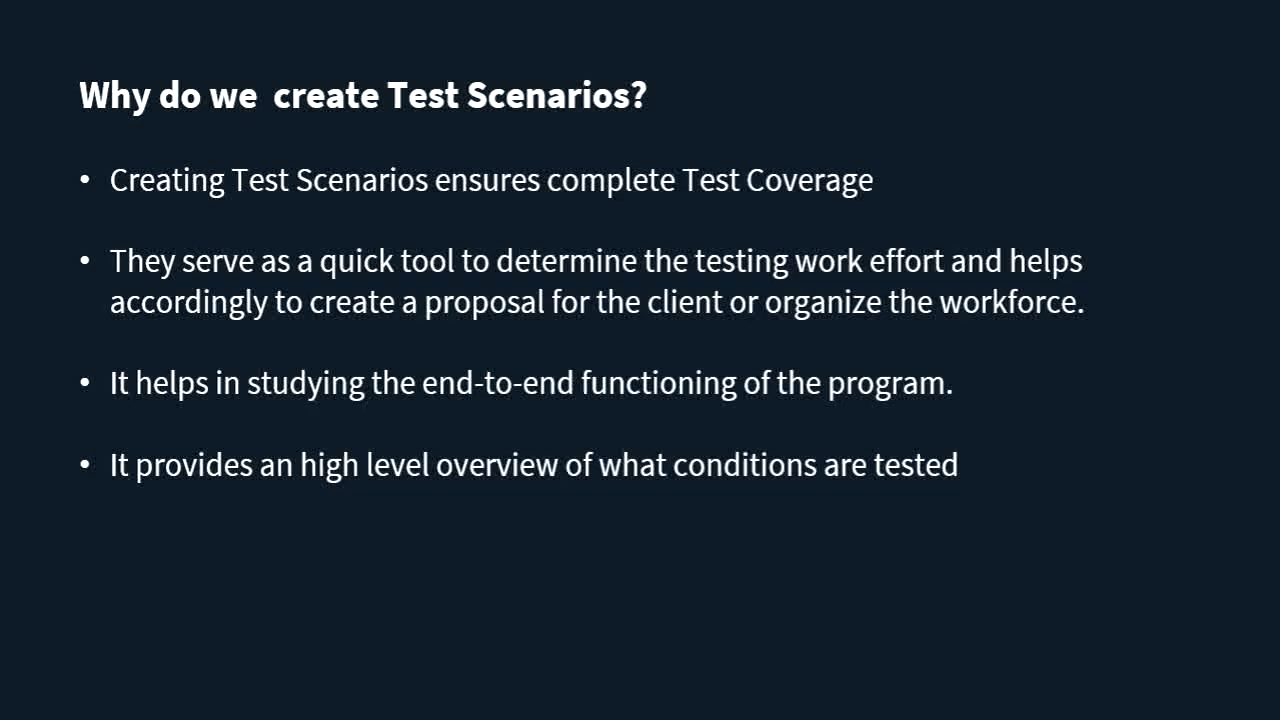 Why do we  create Test Scenarios?
• Creating Test Scenarios ensures complete Test Coverage
• They serve as a quick tool to determine the testing work effort and helps
accordingly to create a proposal for the client or organize the workforce.
• It helps in studying the end-to-end functioning of the program.
• It provides an high level overview of what conditions are tested